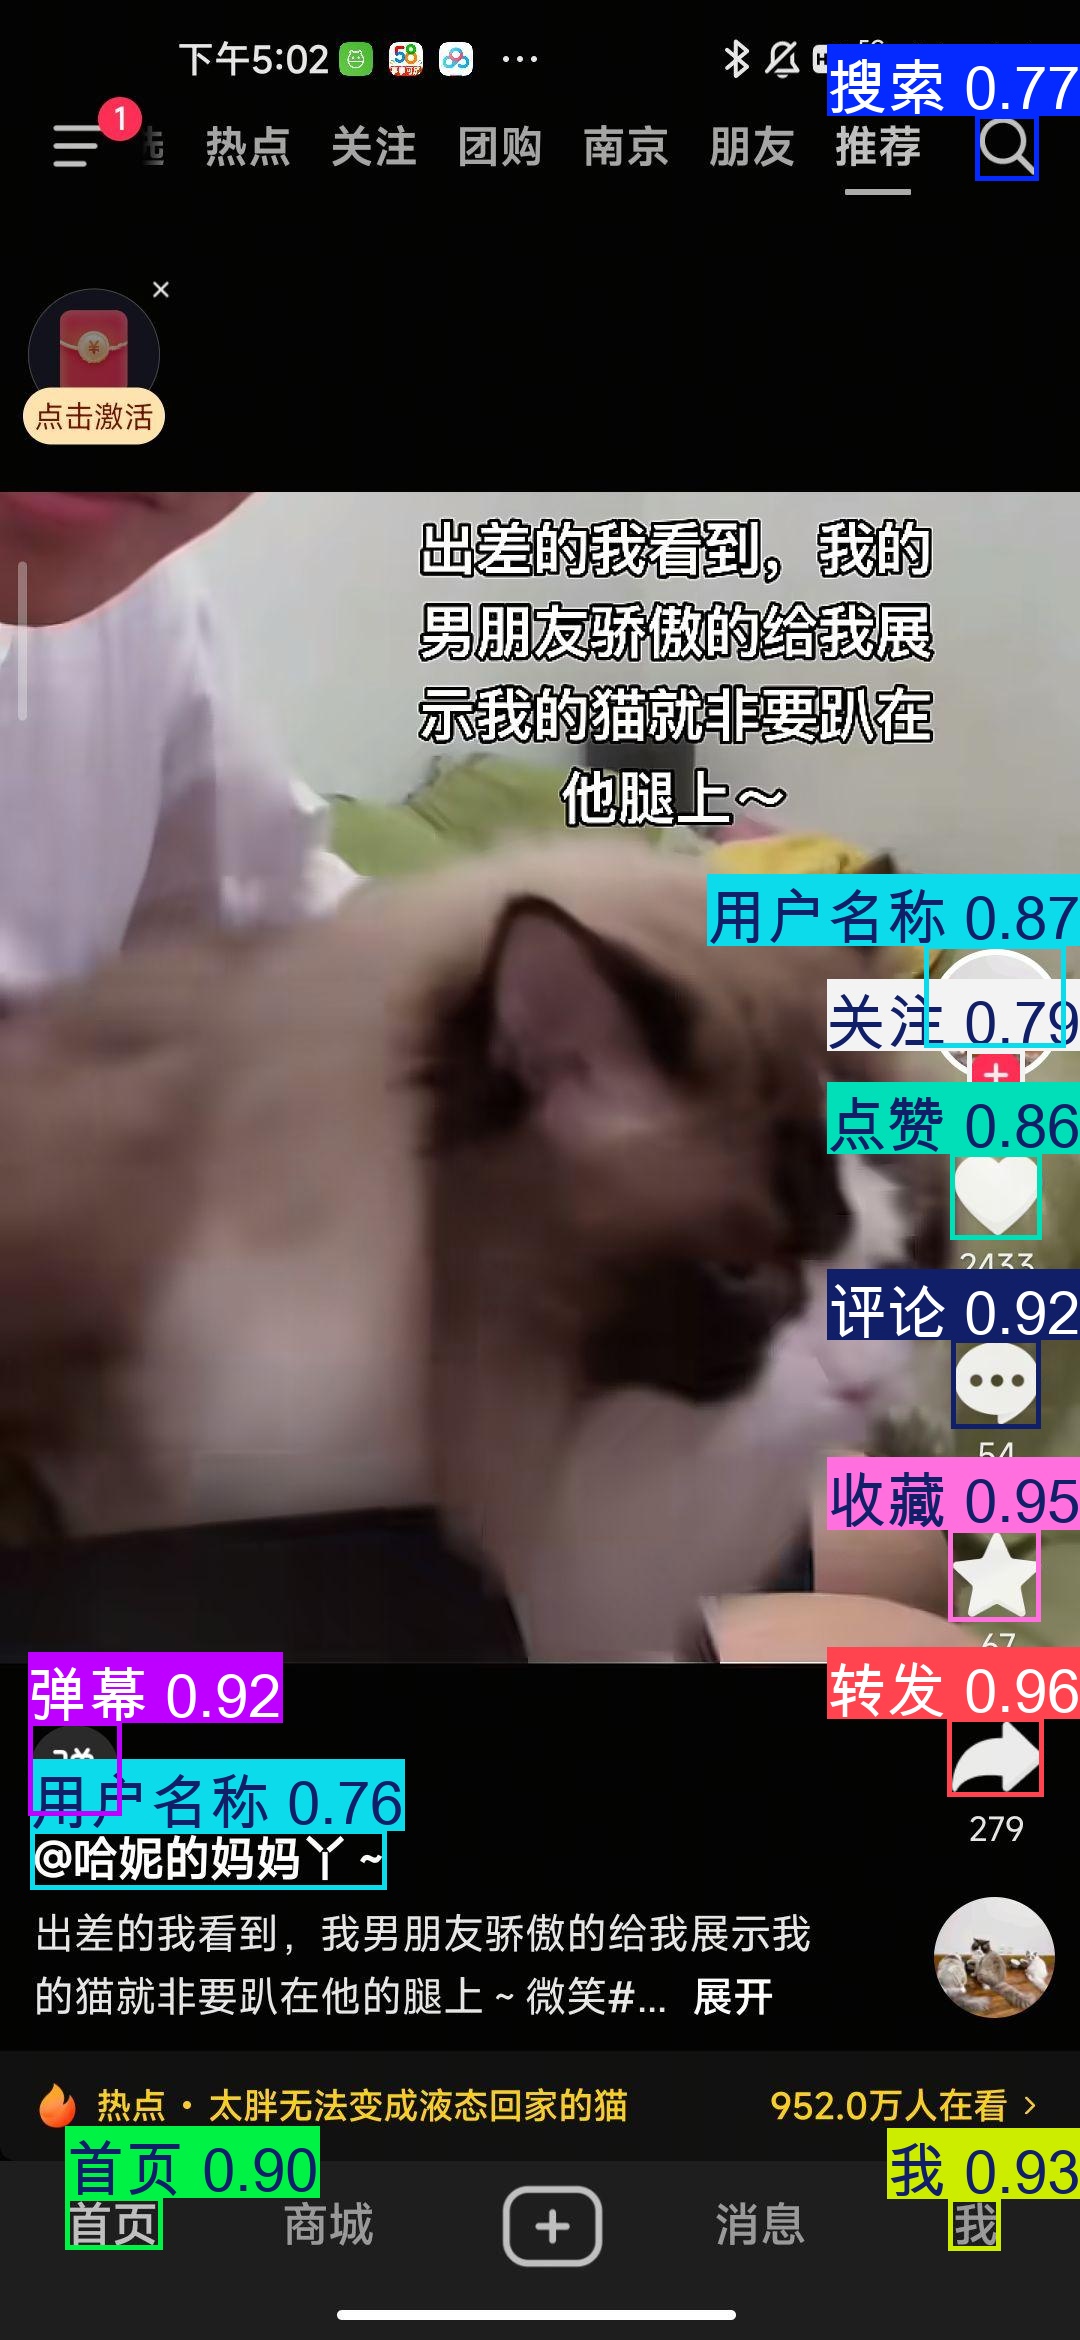 下午5:02
搜索 0.77
1
热点 关注 团购 南京 朋友 推荐
点击激活
出差的我看到，我的
男朋友骄傲的给我展
示我的猫就非要趴在
他腿上～
用户名称 0.87
关注 0.79
点赞 0.86
2433
评论 0.92
54
收藏 0.95
67
弹幕 0.92
转发 0.96
用户名称 0.76
279
@哈妮的妈妈丫～
出差的我看到，我男朋友骄傲的给我展示我
的猫就非要趴在他的腿上～微笑#... 展开
热点·太胖无法变成液态回家的猫 952.0万人在看
首页 0.90
我 0.93
首页 商城 消息 我